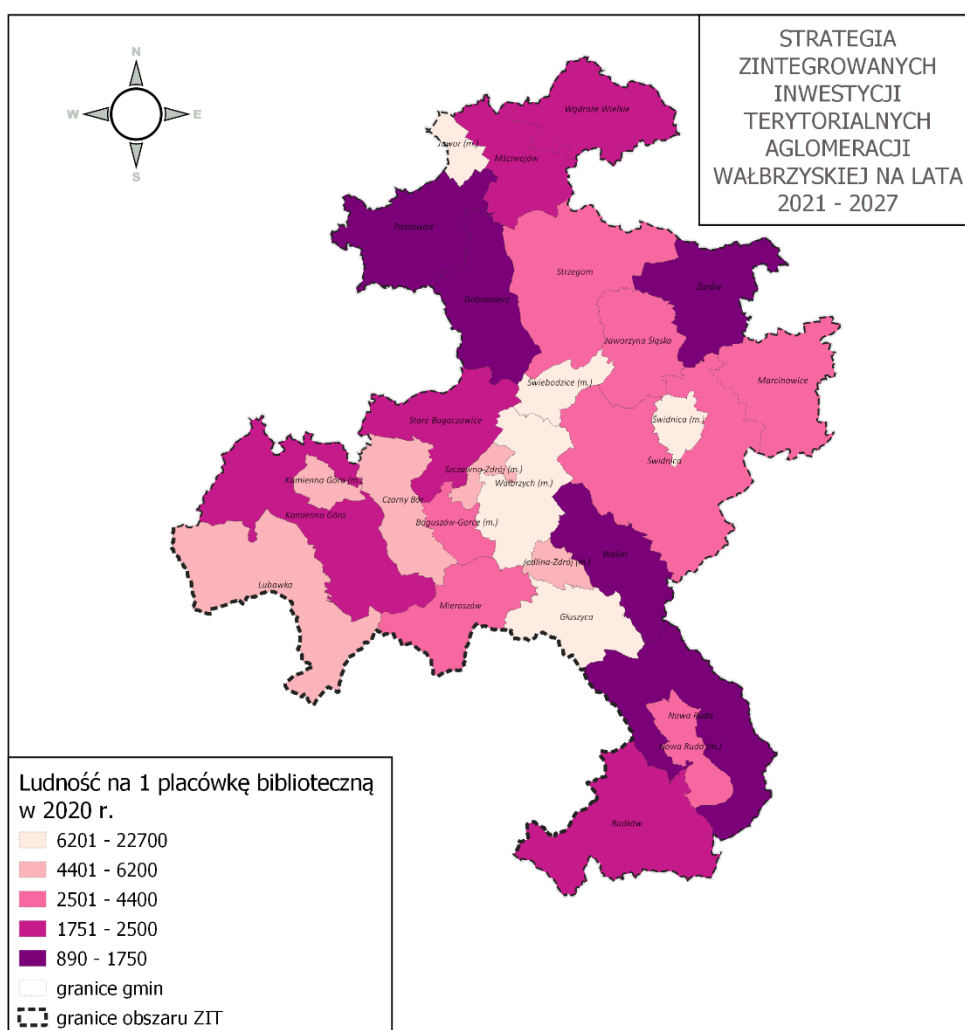 STRATEGIA
ZINTEGROWANYCH
INWESTYCJI
TERYTORIALNYCH
AGLOMERACJI
WAŁBRZYSKIEJ NA LATA
2021 - 2027
N
W
E
S
Wądroże Wielkie
Jawor (m.)
Mściwojów
Paszowice
Strzegom
Żarów
Dobromierz
Jaworzyna Śląska
Marcinowice
Świebodzice (m.)
Stare Bogaczowice
Świdnica (m.)
Świdnica
Szczawno-Zdrój (m.)
Kamienna Góra (m.)
Wałbrzych (m.)
Czarny Bór
Kamienna Góra
Boguszów-Gorce (m.)
Walim
Jedlina-Zdrój (m.)
Lubawka
Mieroszów
Głuszyca
Nowa Ruda
Nowa Ruda (m.)
Radków
Ludność na 1 placówkę biblioteczną
w 2020 r.
6201 - 22700
4401 - 6200
2501 - 4400
1751 - 2500
890 - 1750
granice gmin
granice obszaru ZIT